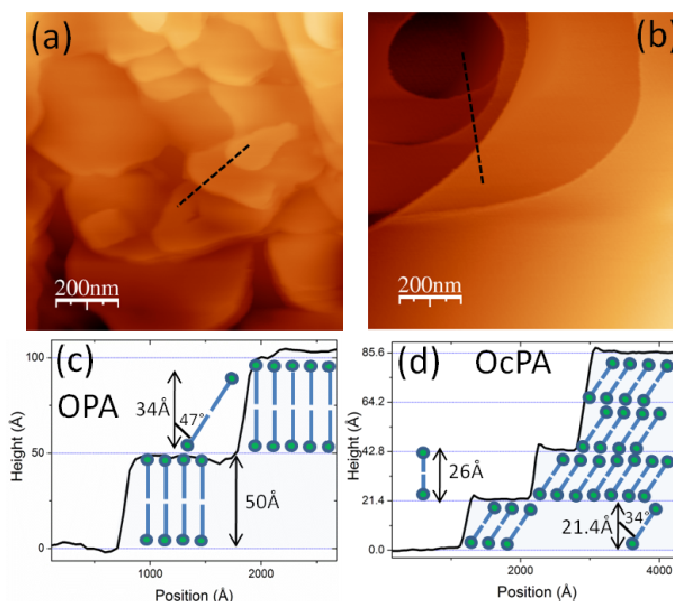 (a)
(b)
200nm
200nm
(c)
OPA
34Å
47°
50Å
100
50
0
Height (Å)
1000
2000
Position (Å)
(d)
OcPA
26Å
21.4Å
34°
85.6
64.2
42.8
21.4
0.0
Height (Å)
2000
4000
Position (Å)